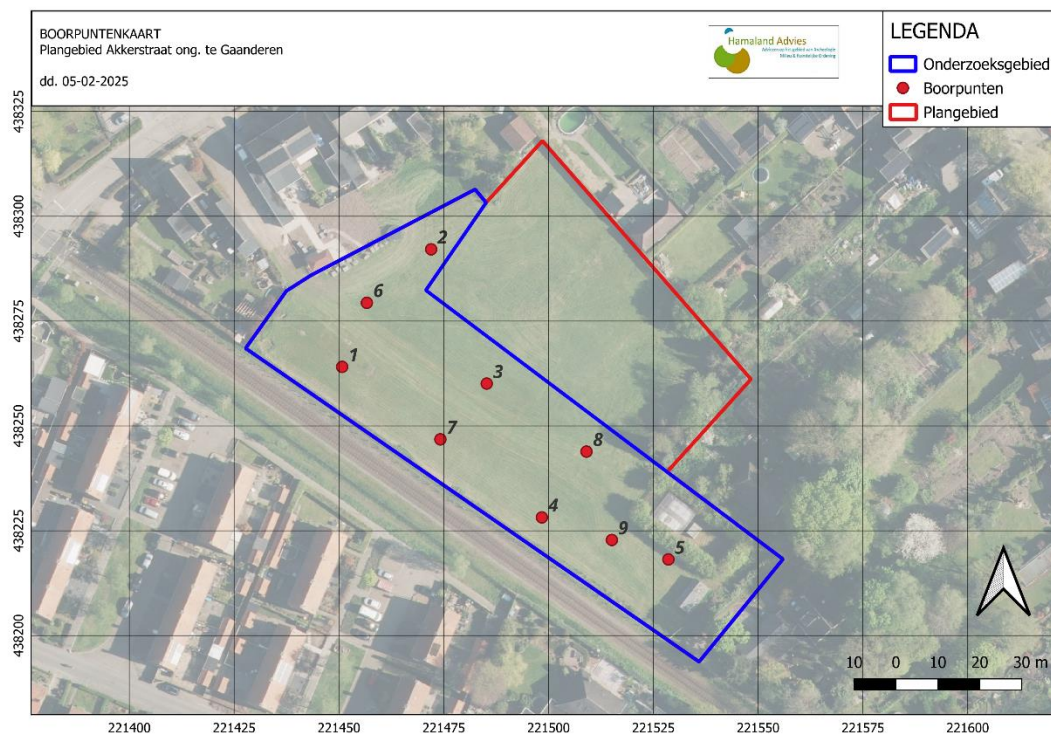 BOORPUNTENKAART
Plangebied Akkerstraat ong. te Gaanderen
dd. 05-02-2025
Hamaland Advies
LEGENDA
Onderzoeksgebied
Boorpunten
Plangebied
438325
438300
438275
438250
438225
438200
2
6
1
3
7
8
4
9
5
10 0 10 20 30 m
221400 221425 221450 221475 221500 221525 221550 221575 221600